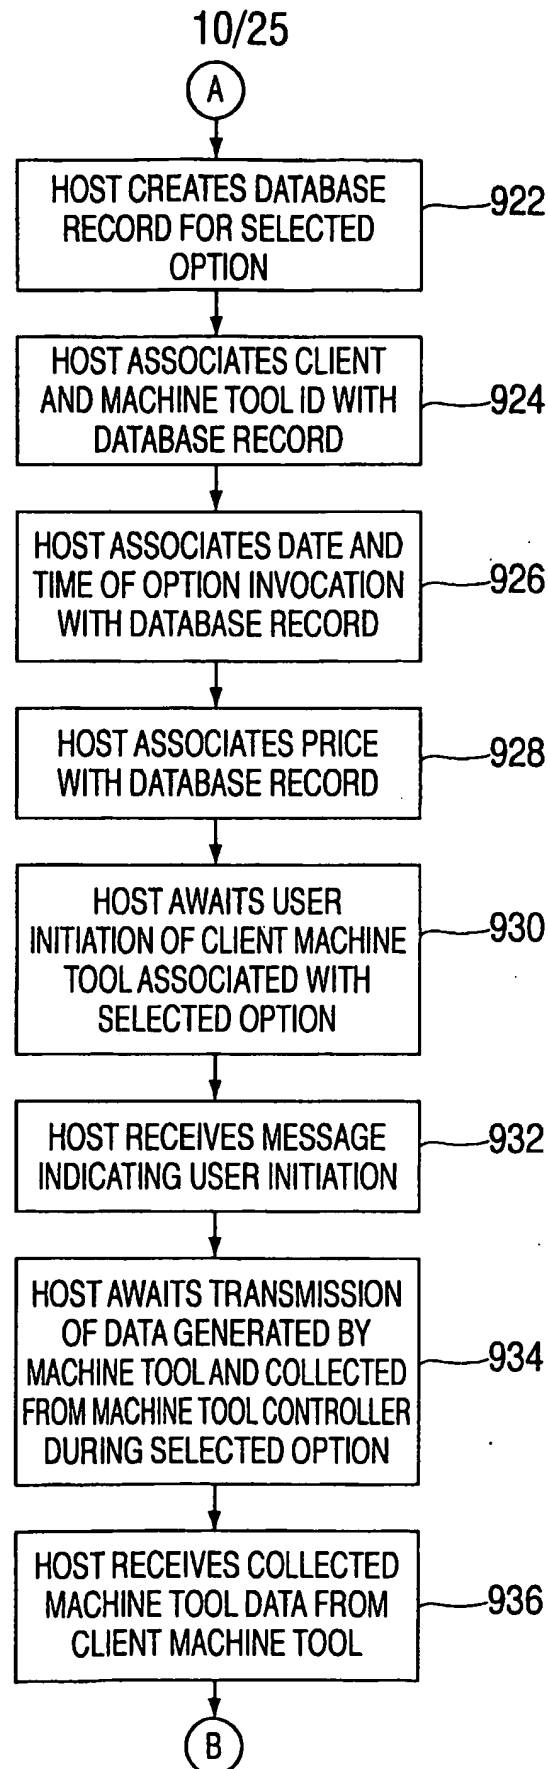 10/25
A
HOST CREATES DATABASE
RECORD FOR SELECTED
OPTION
922
HOST ASSOCIATES CLIENT
AND MACHINE TOOL ID WITH
DATABASE RECORD
924
HOST ASSOCIATES DATE AND
TIME OF OPTION INVOCATION
WITH DATABASE RECORD
926
HOST ASSOCIATES PRICE
WITH DATABASE RECORD
928
HOST AWAITS USER
INITIATION OF CLIENT MACHINE
TOOL ASSOCIATED WITH
SELECTED OPTION
930
HOST RECEIVES MESSAGE
INDICATING USER INITIATION
932
HOST AWAITS TRANSMISSION
OF DATA GENERATED BY
MACHINE TOOL AND COLLECTED
FROM MACHINE TOOL CONTROLLER
DURING SELECTED OPTION
934
HOST RECEIVES COLLECTED
MACHINE TOOL DATA FROM
CLIENT MACHINE TOOL
936
B